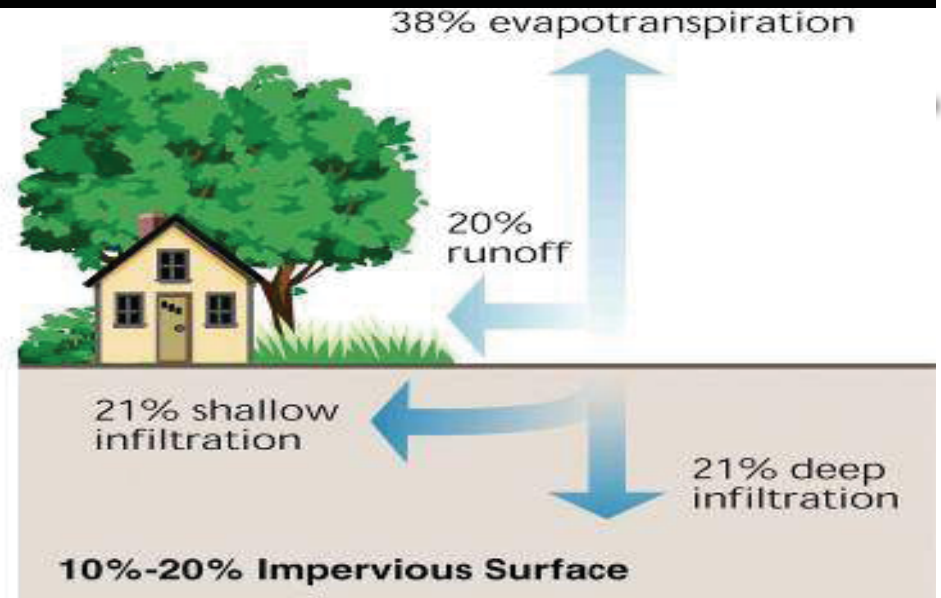 38% evapotranspiration
20%
runoff
21% shallow
infiltration
21% deep
infiltration
10%-20% Impervious Surface